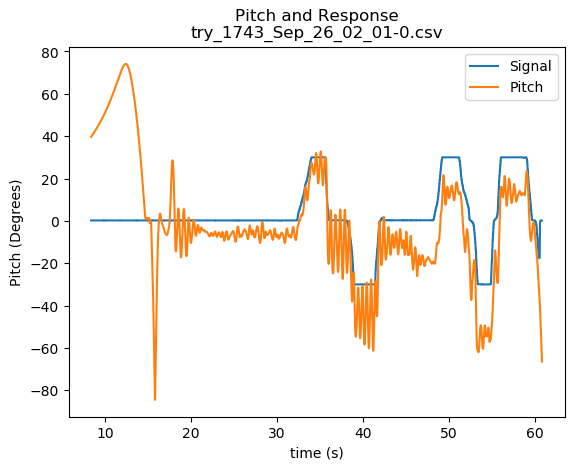 Pitch and Response
try_1743_Sep_26_02_01-0.csv
Signal
Pitch
Pitch (Degrees)
80
60
40
20
0
−20
−40
−60
−80
10
20
30
40
50
60
time (s)